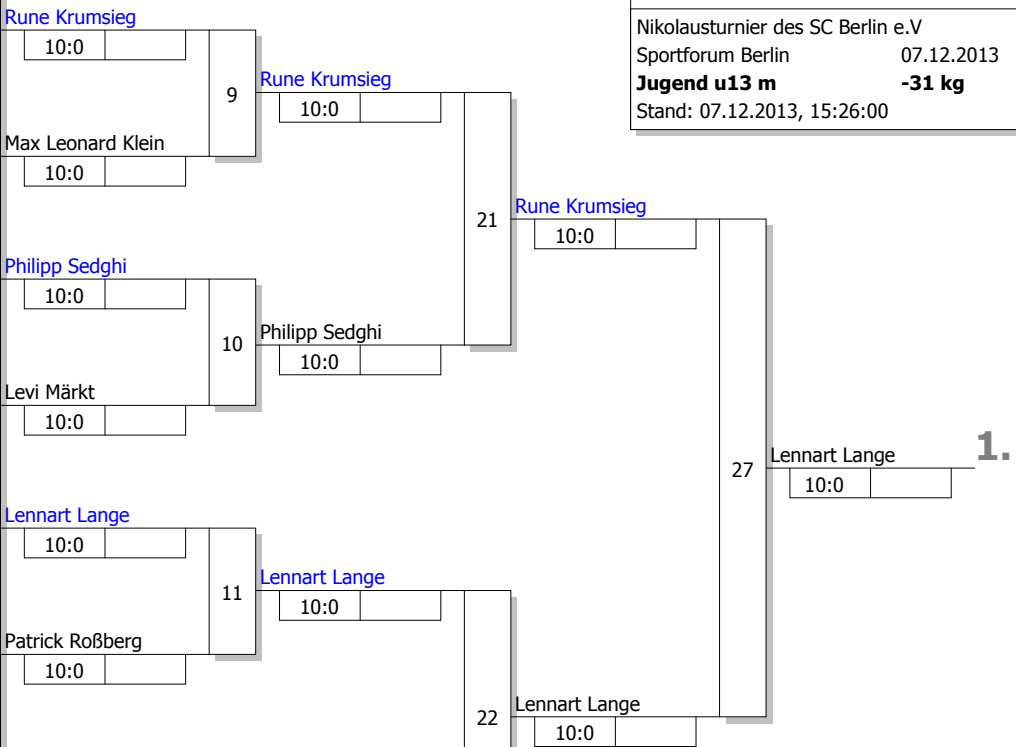 Rune Krumsieg
10:0
9
Max Leonard Klein
10:0
Rune Krumsieg
10:0
Philipp Sedghi
10:0
10
Levi Märkt
10:0
Philipp Sedghi
10:0
21
Rune Krumsieg
10:0
Lennart Lange
10:0
11
Patrick Roßberg
10:0
Lennart Lange
10:0
22
Lennart Lange
10:0
27
Lennart Lange
10:0
1.
Nikolausturnier des SC Berlin e.V
Sportforum Berlin 07.12.2013
Jugend u13 m -31 kg
Stand: 07.12.2013, 15:26:00